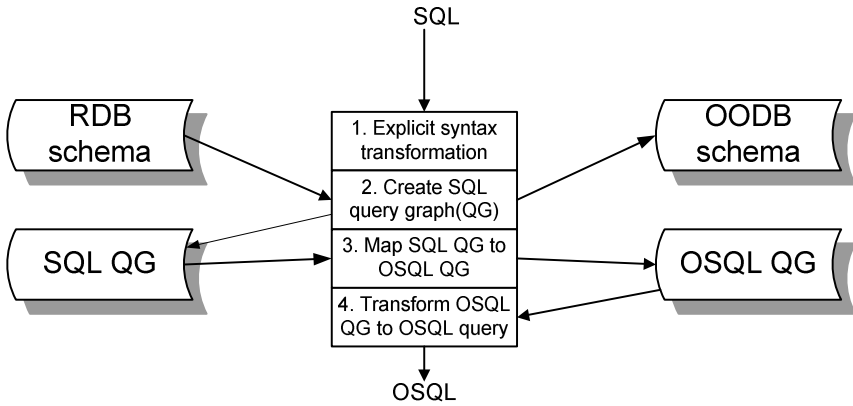 SQL
RDB
schema
1. Explicit syntax
transformation
OODB
schema
2. Create SQL
query graph(QG)
SQL QG
3. Map SQL QG to
OSQL QG
OSQL QG
4. Transform OSQL
QG to OSQL query
OSQL